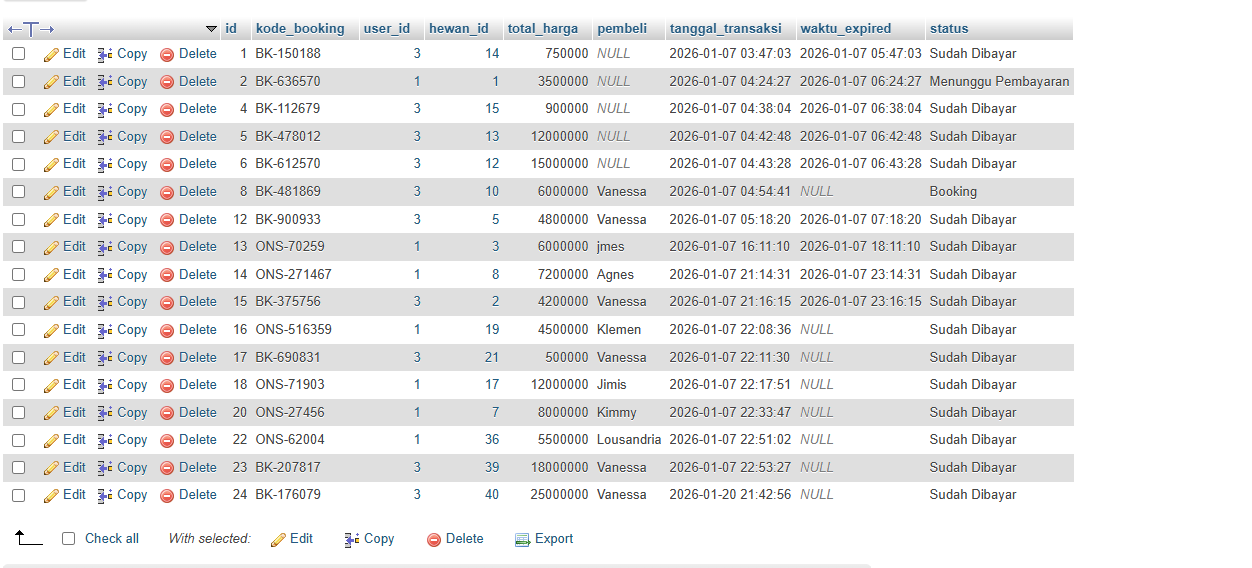 id kode_booking user_id hewan_id total_harga pembeli tanggal_transaksi waktu_expired status
Edit Copy Delete 1 BK-150188 3 14 750000 NULL 2026-01-07 03:47:03 2026-01-07 05:47:03 Sudah Dibayar
Edit Copy Delete 2 BK-636570 1 1 3500000 NULL 2026-01-07 04:24:27 2026-01-07 06:24:27 Menunggu Pembayaran
Edit Copy Delete 4 BK-112679 3 15 900000 NULL 2026-01-07 04:38:04 2026-01-07 06:38:04 Sudah Dibayar
Edit Copy Delete 5 BK-478012 3 13 12000000 NULL 2026-01-07 04:42:48 2026-01-07 06:42:48 Sudah Dibayar
Edit Copy Delete 6 BK-612570 3 12 15000000 NULL 2026-01-07 04:43:28 2026-01-07 06:43:28 Sudah Dibayar
Edit Copy Delete 8 BK-481869 3 10 6000000 Vanessa 2026-01-07 04:54:41 NULL Booking
Edit Copy Delete 12 BK-900933 3 5 4800000 Vanessa 2026-01-07 05:18:20 2026-01-07 07:18:20 Sudah Dibayar
Edit Copy Delete 13 ONS-70259 1 3 6000000 jmes 2026-01-07 16:11:10 2026-01-07 18:11:10 Sudah Dibayar
Edit Copy Delete 14 ONS-271467 1 8 7200000 Agnes 2026-01-07 21:14:31 2026-01-07 23:14:31 Sudah Dibayar
Edit Copy Delete 15 BK-375756 3 2 4200000 Vanessa 2026-01-07 21:16:15 2026-01-07 23:16:15 Sudah Dibayar
Edit Copy Delete 16 ONS-516359 1 19 4500000 Klemen 2026-01-07 22:08:36 NULL Sudah Dibayar
Edit Copy Delete 17 BK-690831 3 21 500000 Vanessa 2026-01-07 22:11:30 NULL Sudah Dibayar
Edit Copy Delete 18 ONS-71903 1 17 12000000 Jimis 2026-01-07 22:17:51 NULL Sudah Dibayar
Edit Copy Delete 20 ONS-27456 1 7 8000000 Kimmy 2026-01-07 22:33:47 NULL Sudah Dibayar
Edit Copy Delete 22 ONS-62004 1 36 5500000 Lousandria 2026-01-07 22:51:02 NULL Sudah Dibayar
Edit Copy Delete 23 BK-207817 3 39 18000000 Vanessa 2026-01-07 22:53:27 NULL Sudah Dibayar
Edit Copy Delete 24 BK-176079 3 40 25000000 Vanessa 2026-01-20 21:42:56 NULL Sudah Dibayar
Check all With selected: Edit Copy Delete Export